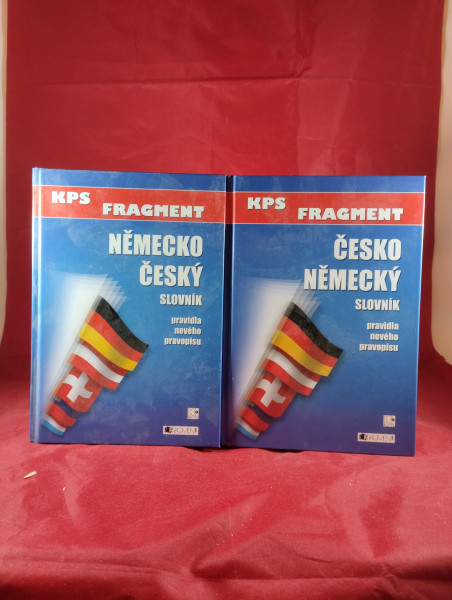 KPS
FRAGMENT
NĚMECKO
ČESKÝ
SLOVNÍK
pravidla
nového
pravopisu
KPS
FRAGMENT
ČESKO
NĚMECKÝ
SLOVNÍK
pravidla
nového
pravopisu